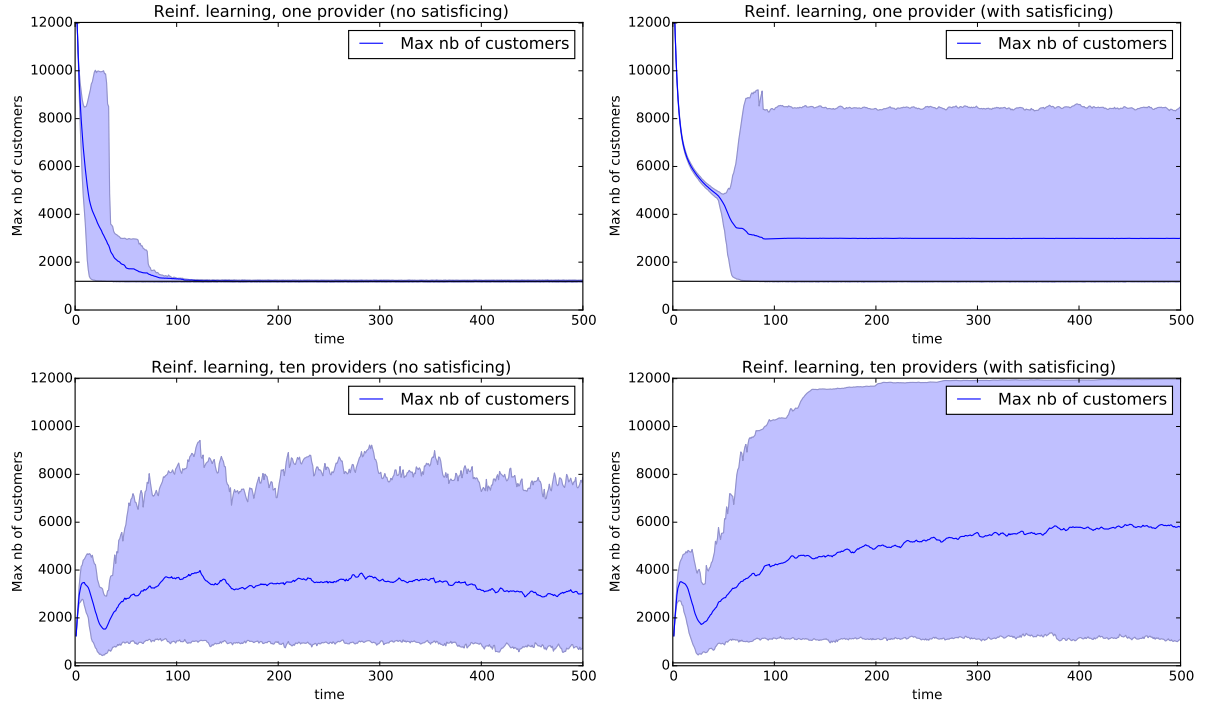 Reinf. learning, one provider (no satisficing)
12000
10000
8000
6000
4000
2000
0
Max nb of customers
Max nb of customers
0 100 200 300 400 500
time
Reinf. learning, one provider (with satisficing)
12000
10000
8000
6000
4000
2000
0
Max nb of customers
Max nb of customers
0 100 200 300 400 500
time
Reinf. learning, ten providers (no satisficing)
12000
10000
8000
6000
4000
2000
0
Max nb of customers
Max nb of customers
0 100 200 300 400 500
time
Reinf. learning, ten providers (with satisficing)
12000
10000
8000
6000
4000
2000
0
Max nb of customers
Max nb of customers
0 100 200 300 400 500
time